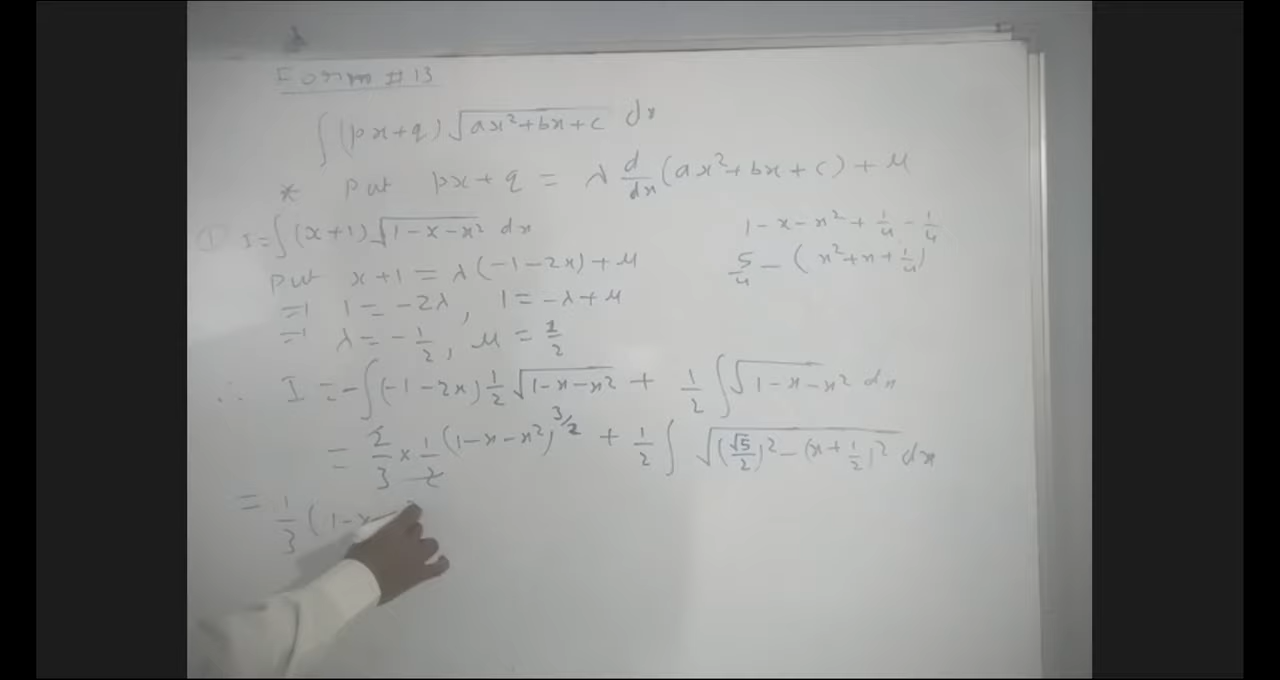 Form # 13
∫ (px+q) √(ax²+bx+c) dx
* Put px+q = λ d/dx (ax²+bx+c) + μ
① I = ∫ (x+1) √(1-x-x²) dx
Put x+1 = λ(-1-2x)+μ
⇒ 1 = -2λ, 1 = -λ+μ
⇒ λ = -1/2, μ = 1/2
1-x-x²+1/4-1/4
5/4 - (x²+x+1/4)
∴ I = -∫ (-1-2x) 1/2 √(1-x-x²) + 1/2 ∫ √(1-x-x²) dx
= 2/3 × 1/2 (1-x-x²)^3/2 + 1/2 ∫ √((√5/2)² - (x+1/2)²) dx
= 1/3 (1-x-